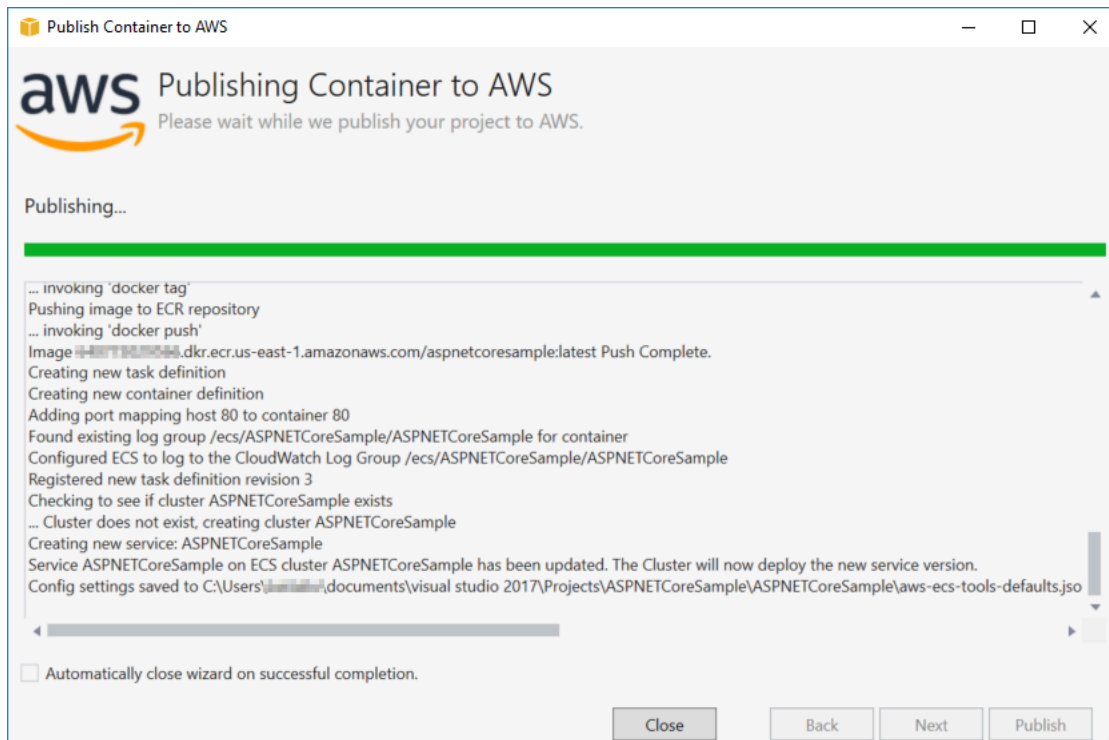 Publish Container to AWS
aws
Publishing Container to AWS
Please wait while we publish your project to AWS.
Publishing...
... invoking 'docker tag'
Pushing image to ECR repository
... invoking 'docker push'
Image .dkr.ecr.us-east-1.amazonaws.com/aspnetcoresample:latest Push Complete.
Creating new task definition
Creating new container definition
Adding port mapping host 80 to container 80
Found existing log group /ecs/ASPNETCoreSample/ASPNETCoreSample for container
Configured ECS to log to the CloudWatch Log Group /ecs/ASPNETCoreSample/ASPNETCoreSample
Registered new task definition revision 3
Checking to see if cluster ASPNETCoreSample exists
... Cluster does not exist, creating cluster ASPNETCoreSample
Creating new service: ASPNETCoreSample
Service ASPNETCoreSample on ECS cluster ASPNETCoreSample has been updated. The Cluster will now deploy the new service version.
Config settings saved to C:\Users\ \documents\visual studio 2017\Projects\ASPNETCoreSample\ASPNETCoreSample\aws-ecs-tools-defaults.jso
Automatically close wizard on successful completion.
Close Back Next Publish